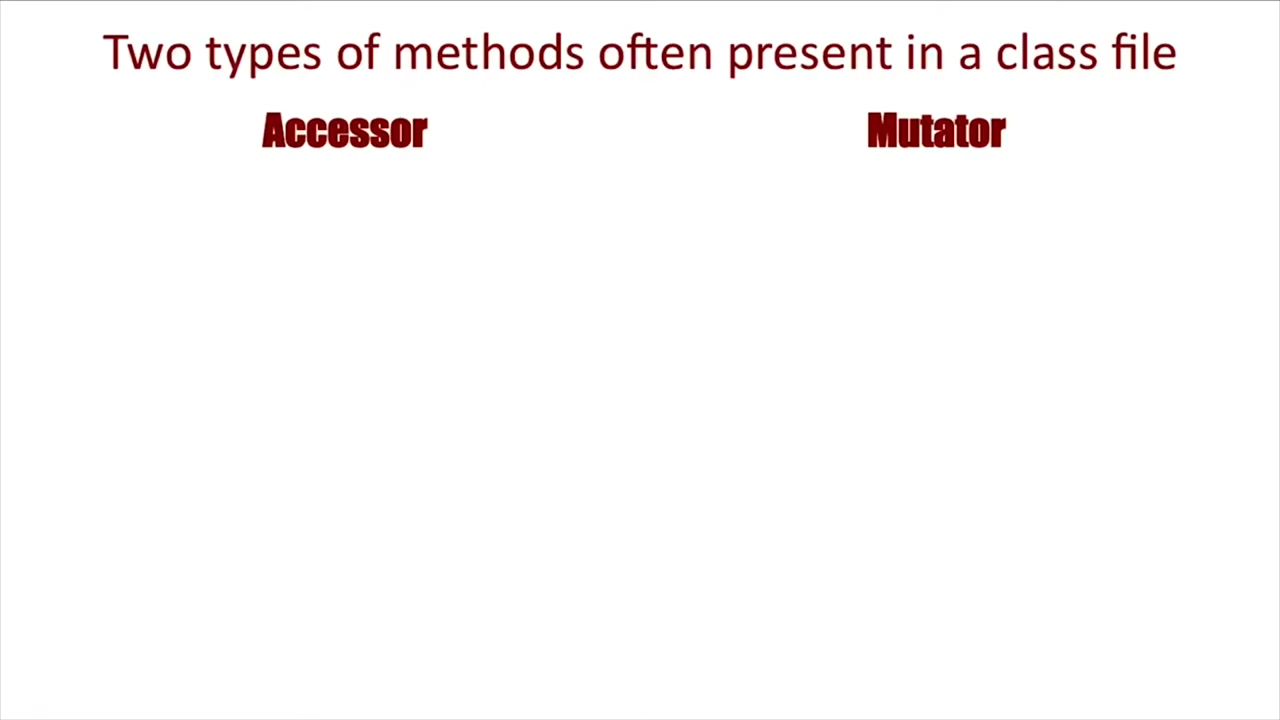 Two types of methods often present in a class file
Accessor Mutator